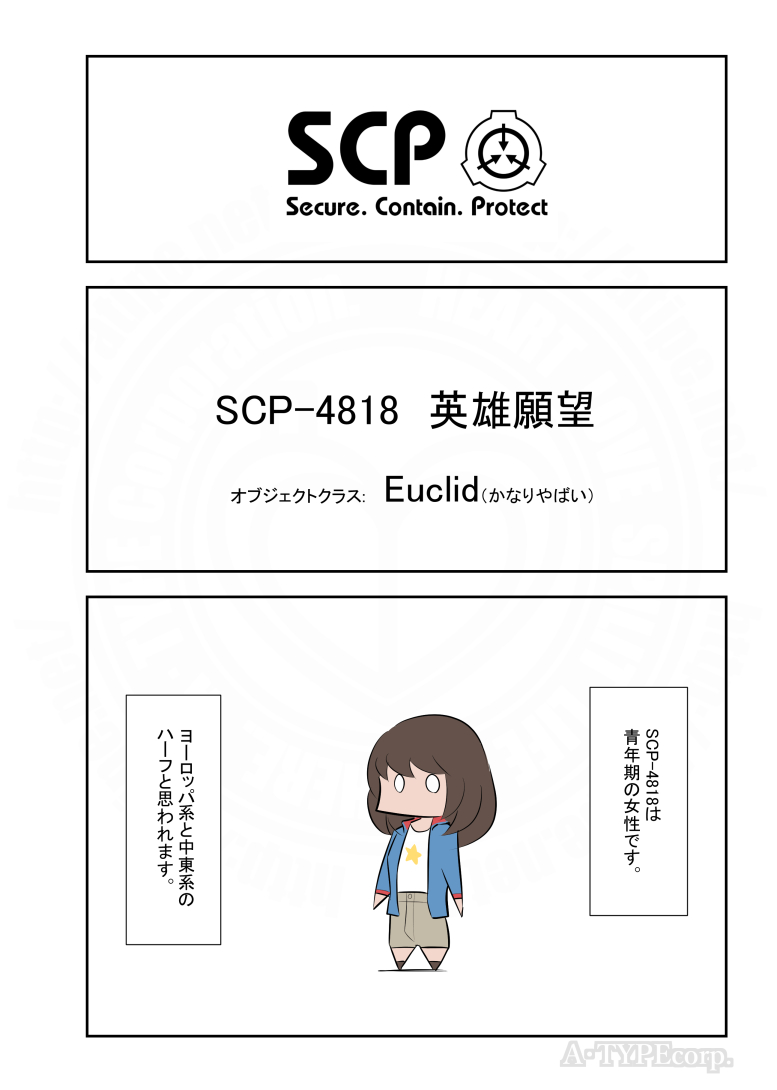 SCP
Secure. Contain. Protect
SCP-4818 英雄願望
オブジェクトクラス: Euclid(かなりやばい)
SCP-4818は
青年期の女性です。
ヨーロッパ系と中東系の
ハーフと思われます。
A-TYPEcorp.